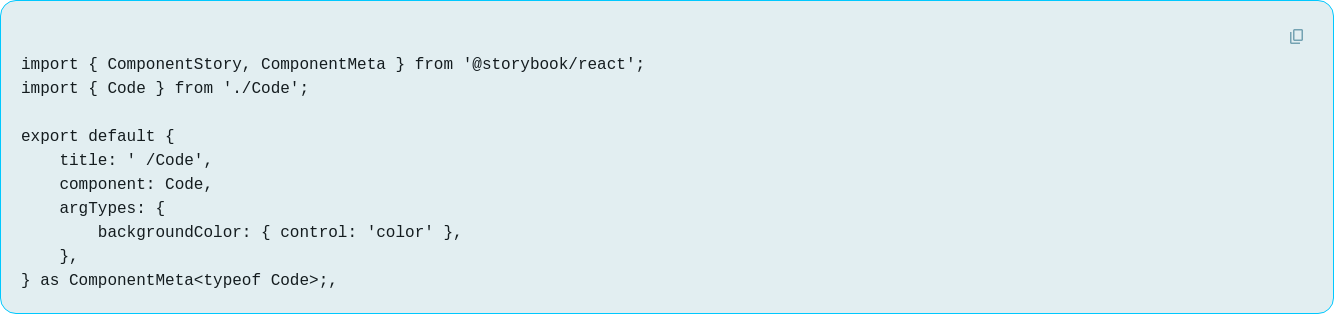 import { ComponentStory, ComponentMeta } from '@storybook/react';
import { Code } from './Code';

export default {
    title: ' /Code',
    component: Code,
    argTypes: {
        backgroundColor: { control: 'color' },
    },
} as ComponentMeta<typeof Code>;,